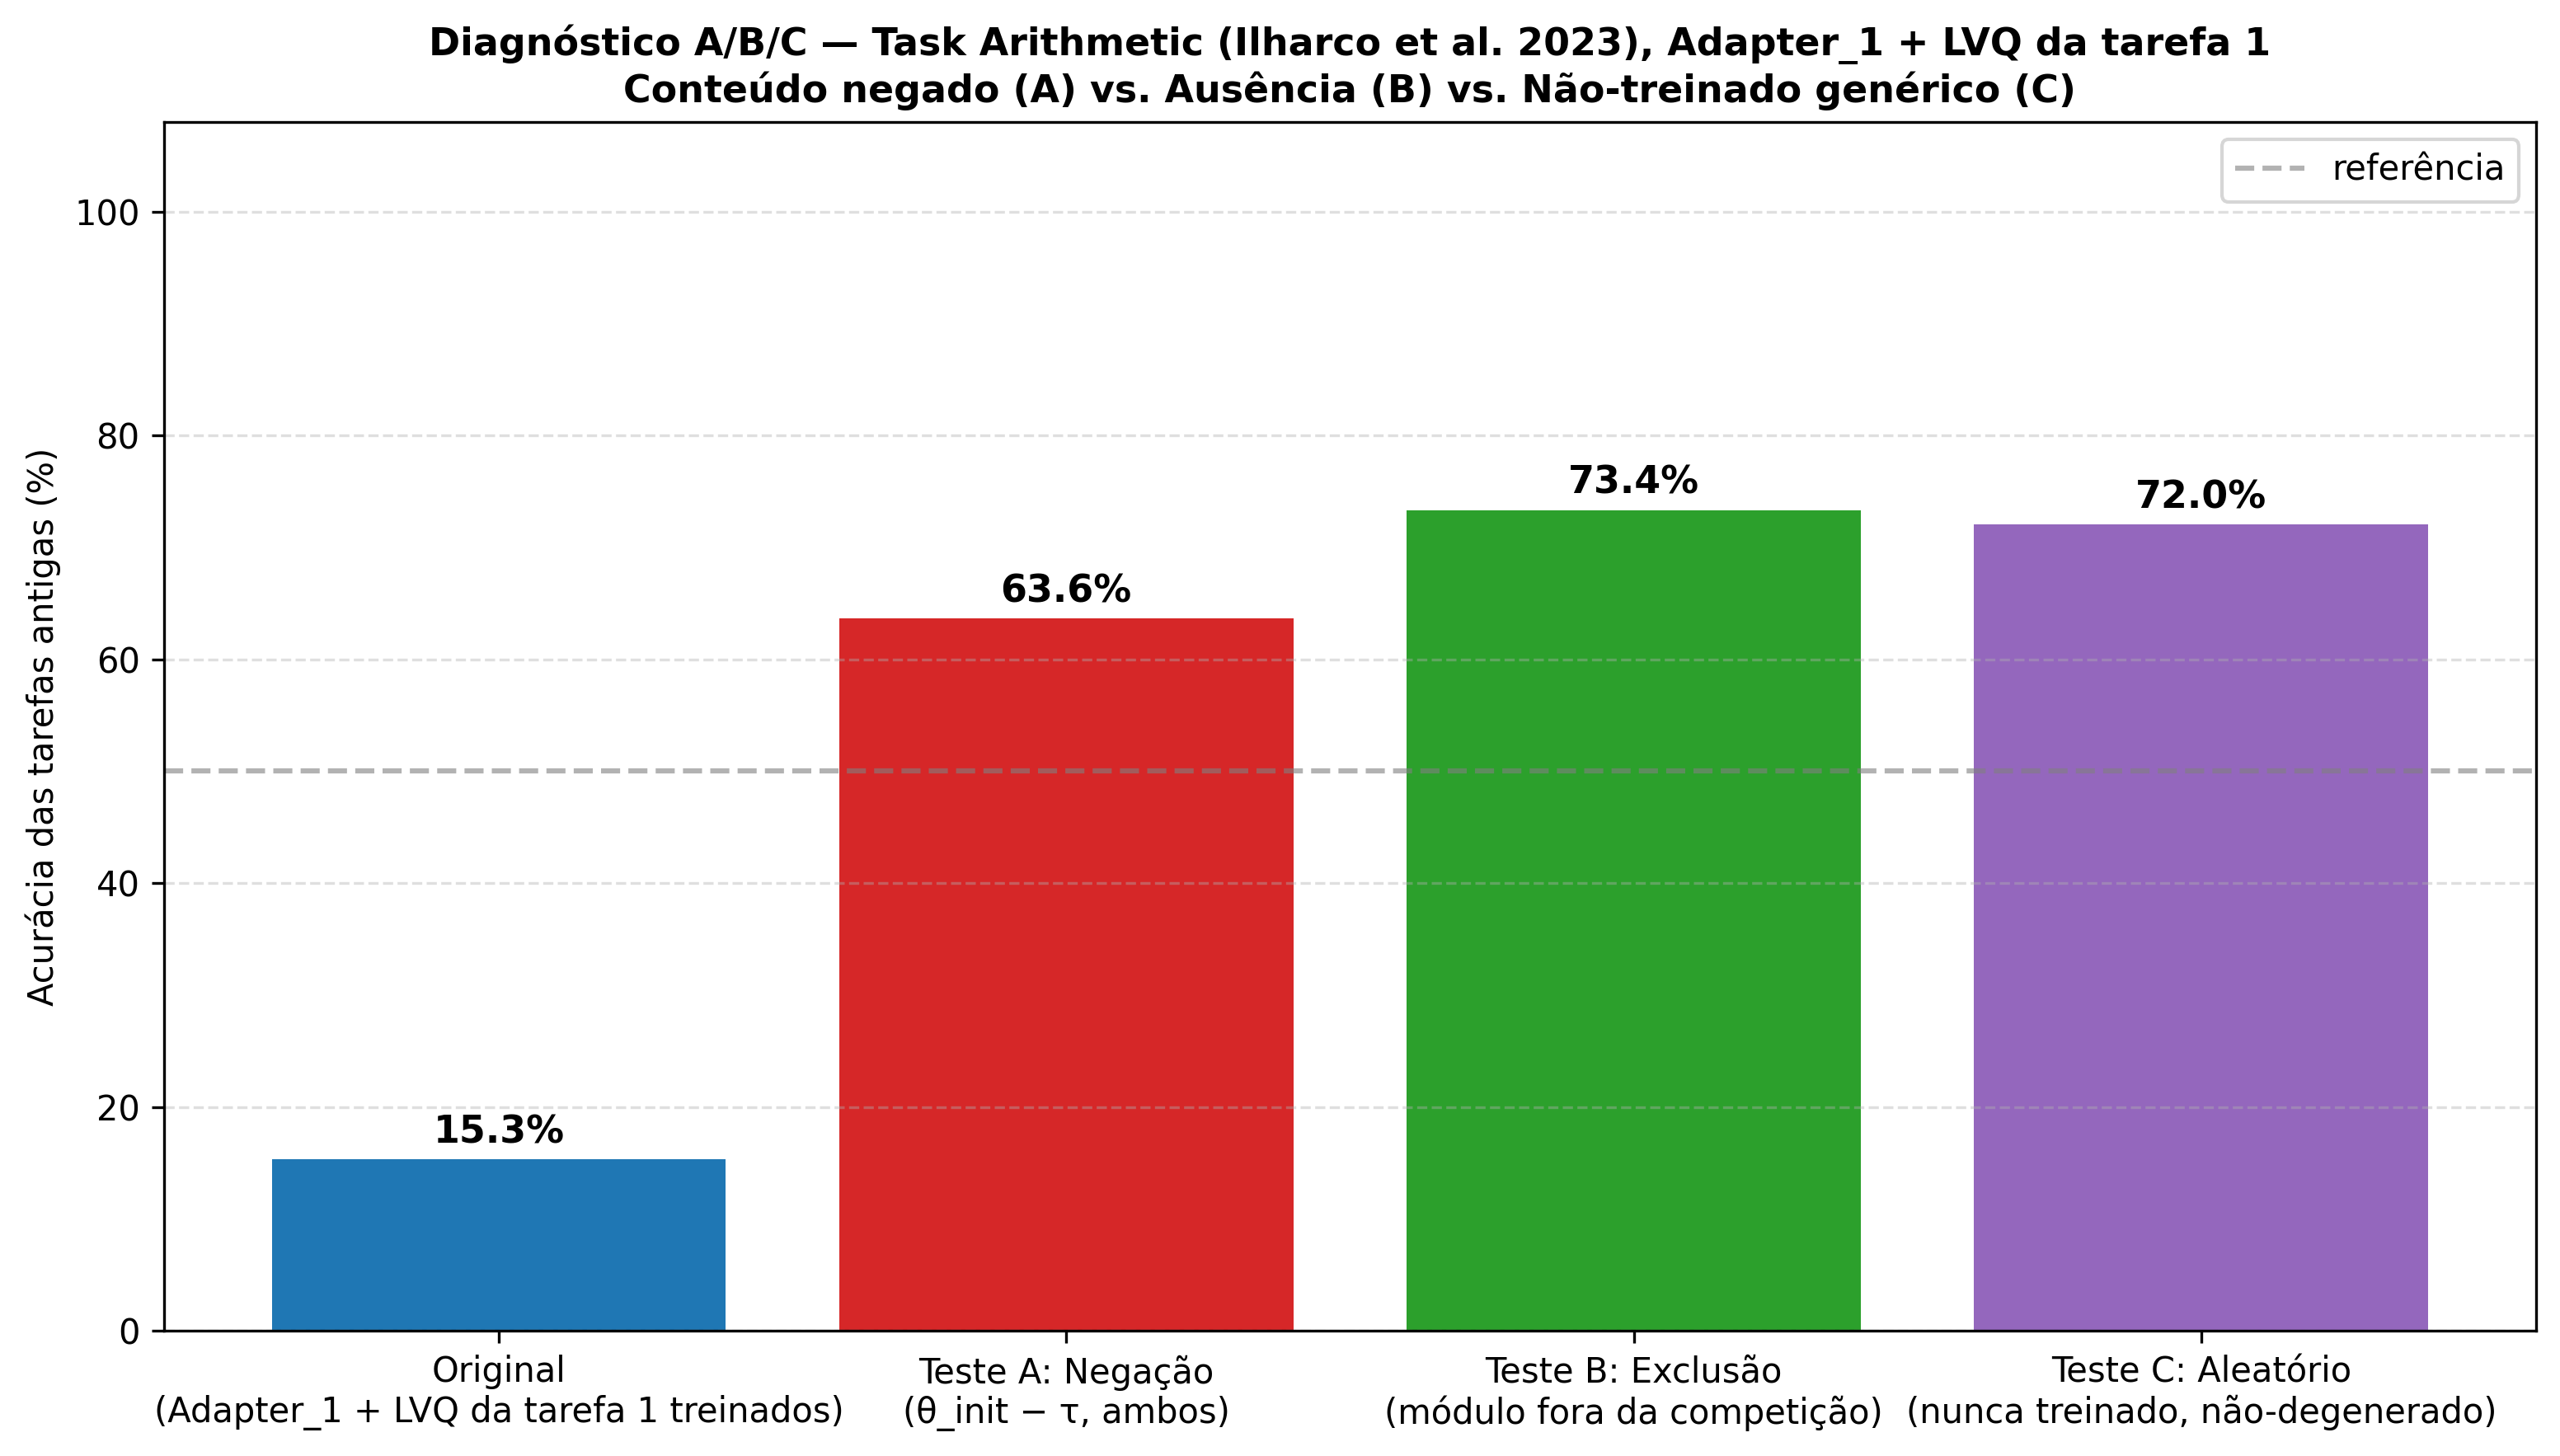 Diagnóstico A/B/C — Task Arithmetic (Ilharco et al. 2023), Adapter_1 + LVQ da tarefa 1
Conteúdo negado (A) vs. Ausência (B) vs. Não-treinado genérico (C)
referência
Acurácia das tarefas antigas (%)
100
80
60
40
20
0
15.3%
63.6%
73.4%
72.0%
Original
(Adapter_1 + LVQ da tarefa 1 treinados)
Teste A: Negação
(θ_init − τ, ambos)
Teste B: Exclusão
(módulo fora da competição)
Teste C: Aleatório
(nunca treinado, não-degenerado)